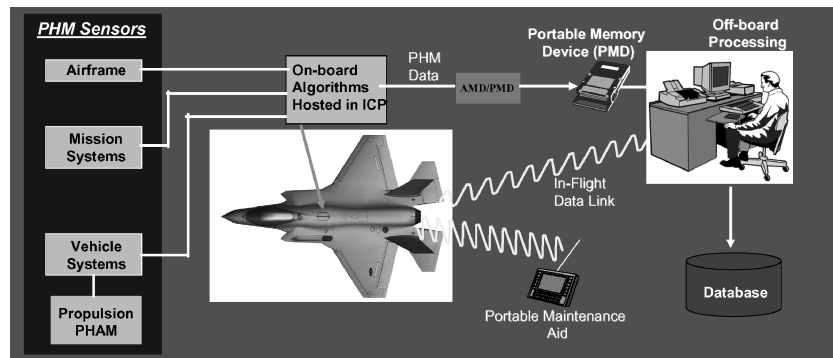 PHM Sensors
Airframe
Mission
Systems
Vehicle
Systems
Propulsion
PHAM
On-board
Algorithms
Hosted in ICP
PHM
Data
AMD/PMD
Portable Memory
Device (PMD)
Off-board
Processing
In-Flight
Data Link
Portable Maintenance
Aid
Database